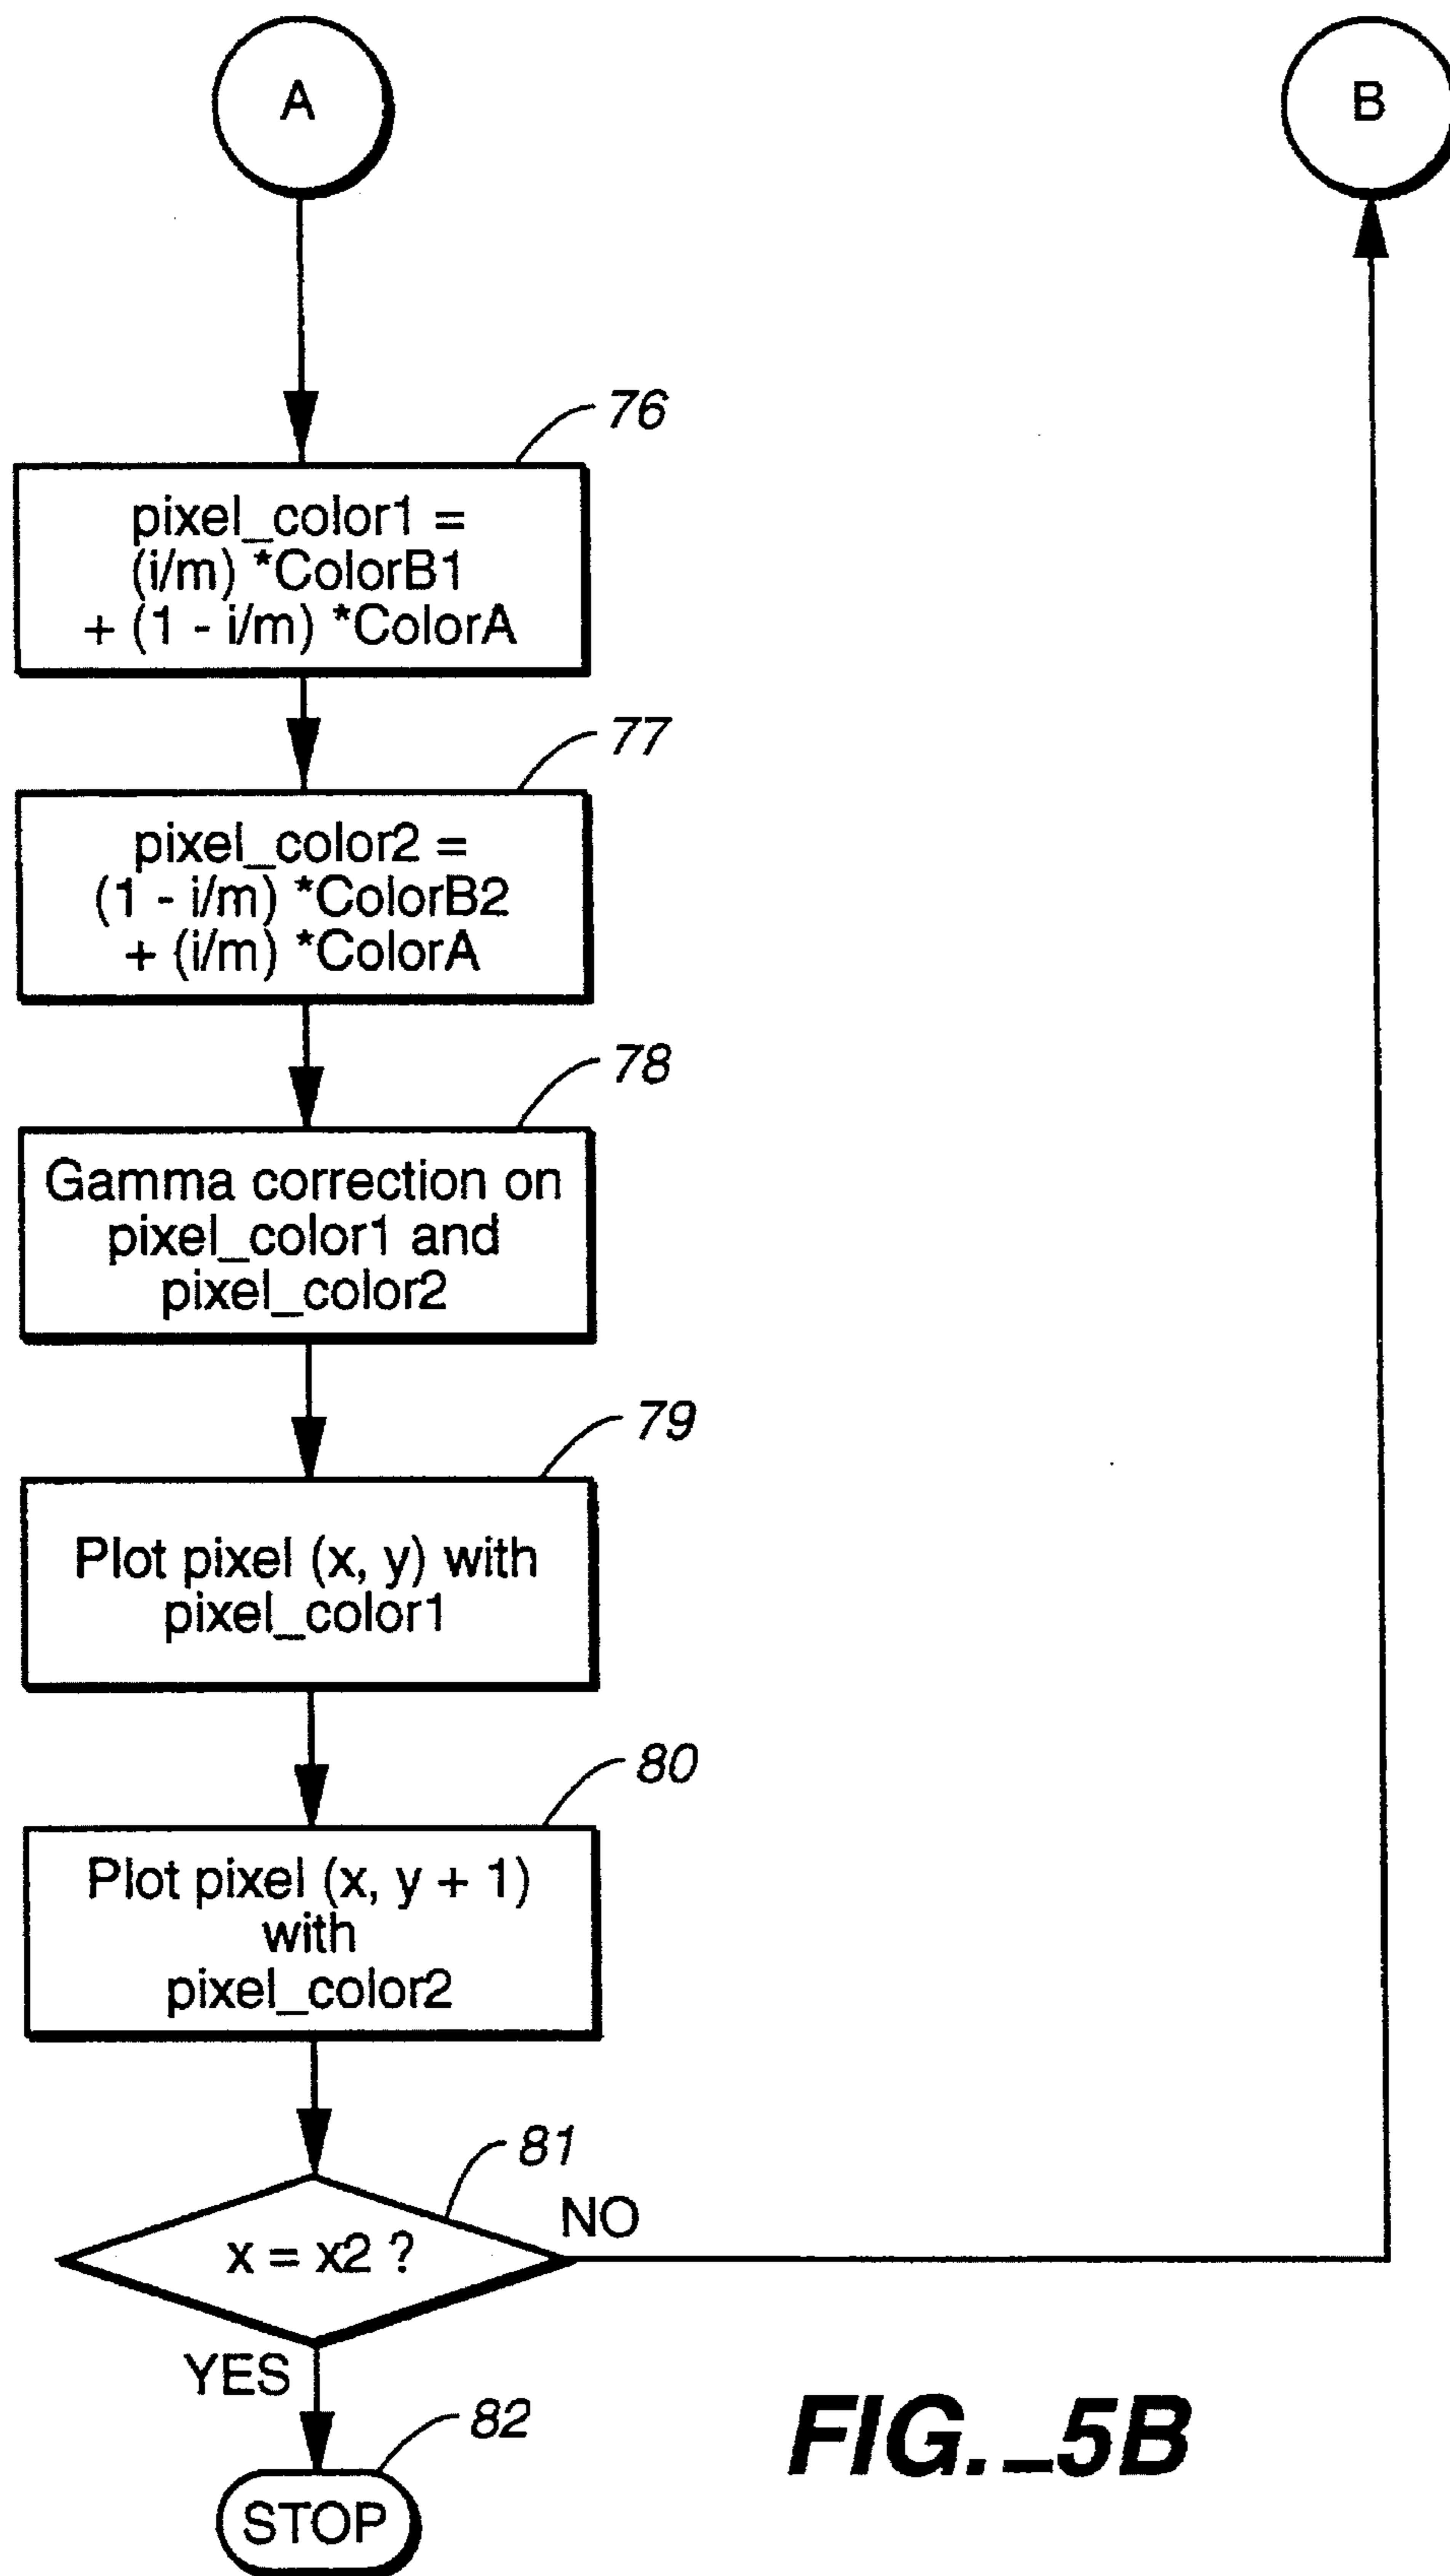 A
B
76
pixel_color1 =
(i/m) *ColorB1
+ (1 - i/m) *ColorA
77
pixel_color2 =
(1 - i/m) *ColorB2
+ (i/m) *ColorA
78
Gamma correction on
pixel_color1 and
pixel_color2
79
Plot pixel (x, y) with
pixel_color1
80
Plot pixel (x, y + 1)
with
pixel_color2
81
x = x2 ?
NO
YES
82
STOP
FIG._5B